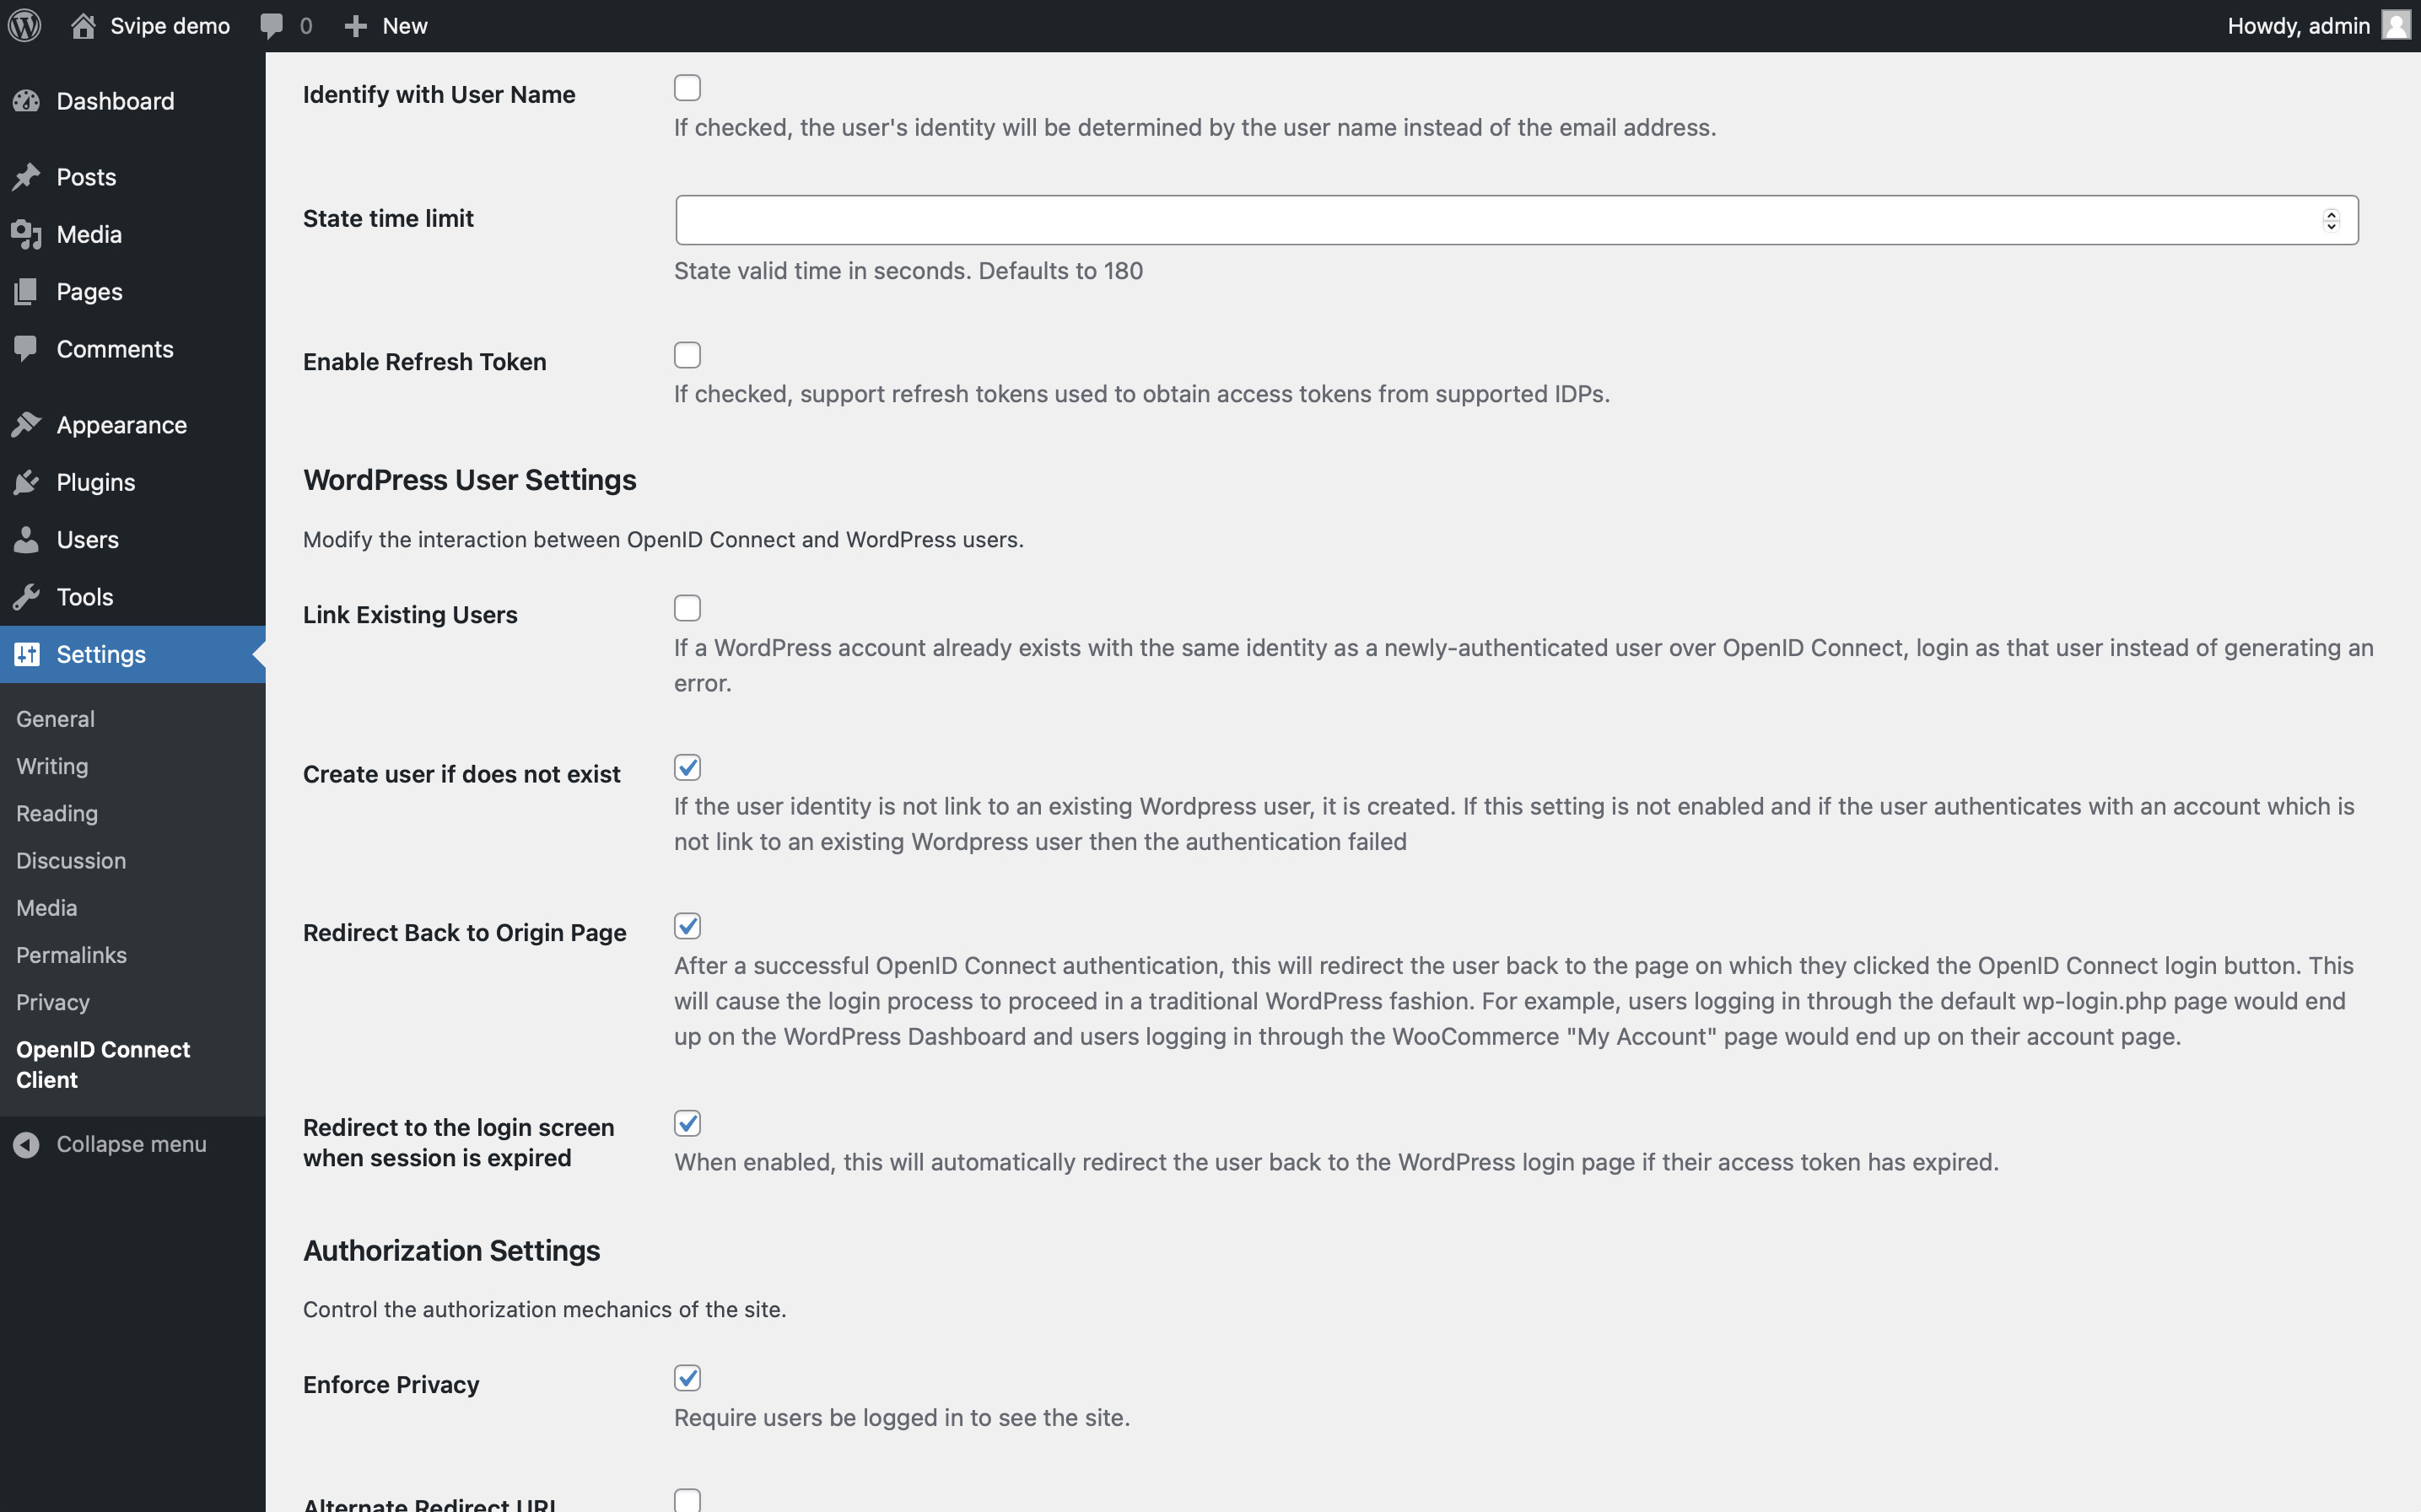 Svipe demo
0
New
Howdy, admin
Dashboard
Posts
Media
Pages
Comments
Appearance
Plugins
Users
Tools
Settings
General
Writing
Reading
Discussion
Media
Permalinks
Privacy
OpenID Connect
Client
Collapse menu
Identify with User Name
If checked, the user's identity will be determined by the user name instead of the email address.
State time limit
State valid time in seconds. Defaults to 180
Enable Refresh Token
If checked, support refresh tokens used to obtain access tokens from supported IDPs.
WordPress User Settings
Modify the interaction between OpenID Connect and WordPress users.
Link Existing Users
If a WordPress account already exists with the same identity as a newly-authenticated user over OpenID Connect, login as that user instead of generating an
error.
Create user if does not exist
If the user identity is not link to an existing Wordpress user, it is created. If this setting is not enabled and if the user authenticates with an account which is
not link to an existing Wordpress user then the authentication failed
Redirect Back to Origin Page
After a successful OpenID Connect authentication, this will redirect the user back to the page on which they clicked the OpenID Connect login button. This
will cause the login process to proceed in a traditional WordPress fashion. For example, users logging in through the default wp-login.php page would end
up on the WordPress Dashboard and users logging in through the WooCommerce "My Account" page would end up on their account page.
Redirect to the login screen
when session is expired
When enabled, this will automatically redirect the user back to the WordPress login page if their access token has expired.
Authorization Settings
Control the authorization mechanics of the site.
Enforce Privacy
Require users be logged in to see the site.
Alternate Redirect URI